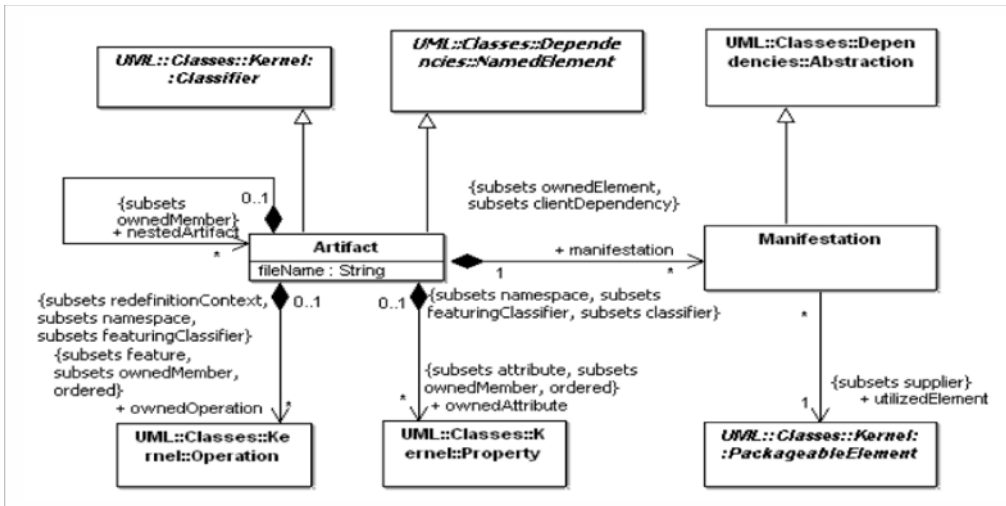 UML::Classes::Kernel:
:Classifier
UML::Classes::Depende
ncies::NamedElement
UML::Classes::Depen
dencies::Abstraction
{subsets
ownedMember}
+ nestedArtifact
0..1
*
{subsets ownedElement,
subsets clientDependency}
Artifact
fileName : String
1
+ manifestation
*
Manifestation
{subsets redefinitionContext,
subsets namespace,
subsets featuringClassifier}
0..1
{subsets feature,
subsets ownedMember,
ordered}
+ ownedOperation
*
0..1
{subsets namespace, subsets
featuringClassifier, subsets classifier}
{subsets attribute, subsets
ownedMember, ordered}
*
+ ownedAttribute
*
{subsets supplier}
1
+ utilizedElement
UML::Classes::Ke
rnel::Operation
UML::Classes::K
ernel::Property
UML::Classes::Kernel:
:PackageableElement